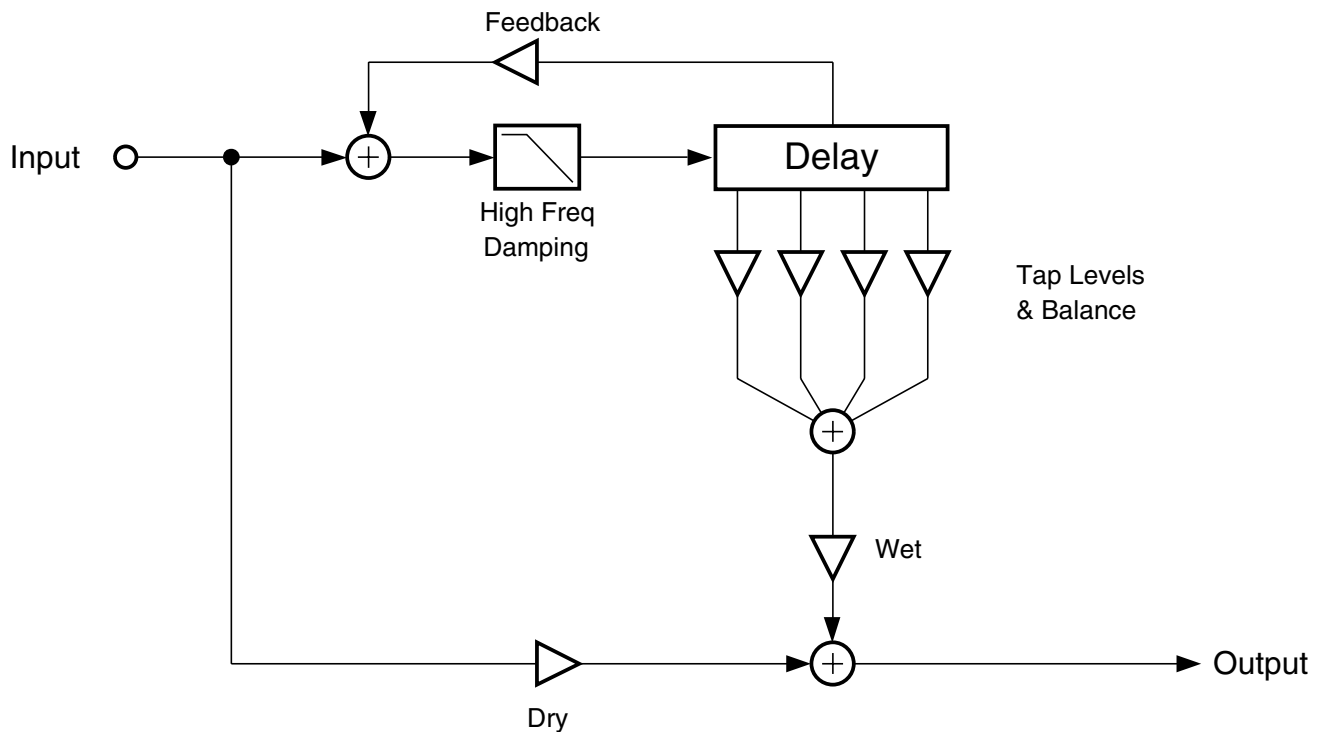 Feedback
Input
Delay
High Freq
Damping
Tap Levels
& Balance
Wet
Output
Dry